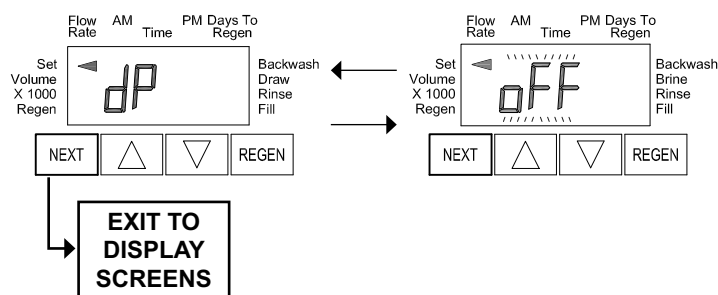 Flow AM PM Days To
Rate Time Regen
Set
Volume
X 1000
Regen
dP
Backwash
Draw
Rinse
Fill
NEXT REGEN
EXIT TO
DISPLAY
SCREENS
Flow AM PM Days To
Rate Time Regen
Set
Volume
X 1000
Regen
oFF
Backwash
Brine
Rinse
Fill
NEXT REGEN